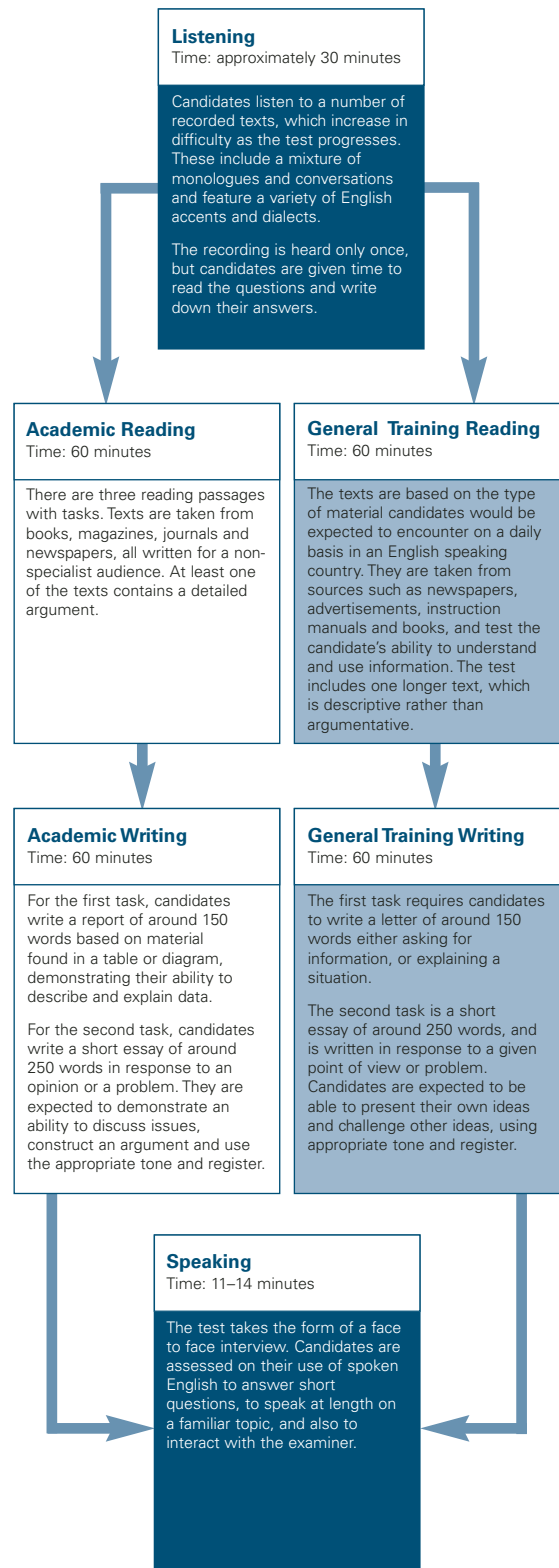 Listening
Time: approximately 30 minutes
Candidates listen to a number of
recorded texts, which increase in
difficulty as the test progresses.
These include a mixture of
monologues and conversations
and feature a variety of English
accents and dialects.
The recording is heard only once,
but candidates are given time to
read the questions and write
down their answers.
Academic Reading
Time: 60 minutes
There are three reading passages
with tasks. Texts are taken from
books, magazines, journals and
newspapers, all written for a non-
specialist audience. At least one
of the texts contains a detailed
argument.
General Training Reading
Time: 60 minutes
The texts are based on the type
of material candidates would be
expected to encounter on a daily
basis in an English speaking
country. They are taken from
sources such as newspapers,
advertisements, instruction
manuals and books, and test the
candidate's ability to understand
and use information. The test
includes one longer text, which
is descriptive rather than
argumentative.
Academic Writing
Time: 60 minutes
For the first task, candidates
write a report of around 150
words based on material
found in a table or diagram,
demonstrating their ability to
describe and explain data.
For the second task, candidates
write a short essay of around
250 words in response to an
opinion or a problem. They are
expected to demonstrate an
ability to discuss issues,
construct an argument and use
the appropriate tone and register.
General Training Writing
Time: 60 minutes
The first task requires candidates
to write a letter of around 150
words either asking for
information, or explaining a
situation.
The second task is a short
essay of around 250 words, and
is written in response to a given
point of view or problem.
Candidates are expected to be
able to present their own ideas
and challenge other ideas, using
appropriate tone and register.
Speaking
Time: 11–14 minutes
The test takes the form of a face
to face interview. Candidates are
assessed on their use of spoken
English to answer short
questions, to speak at length on
a familiar topic, and also to
interact with the examiner.